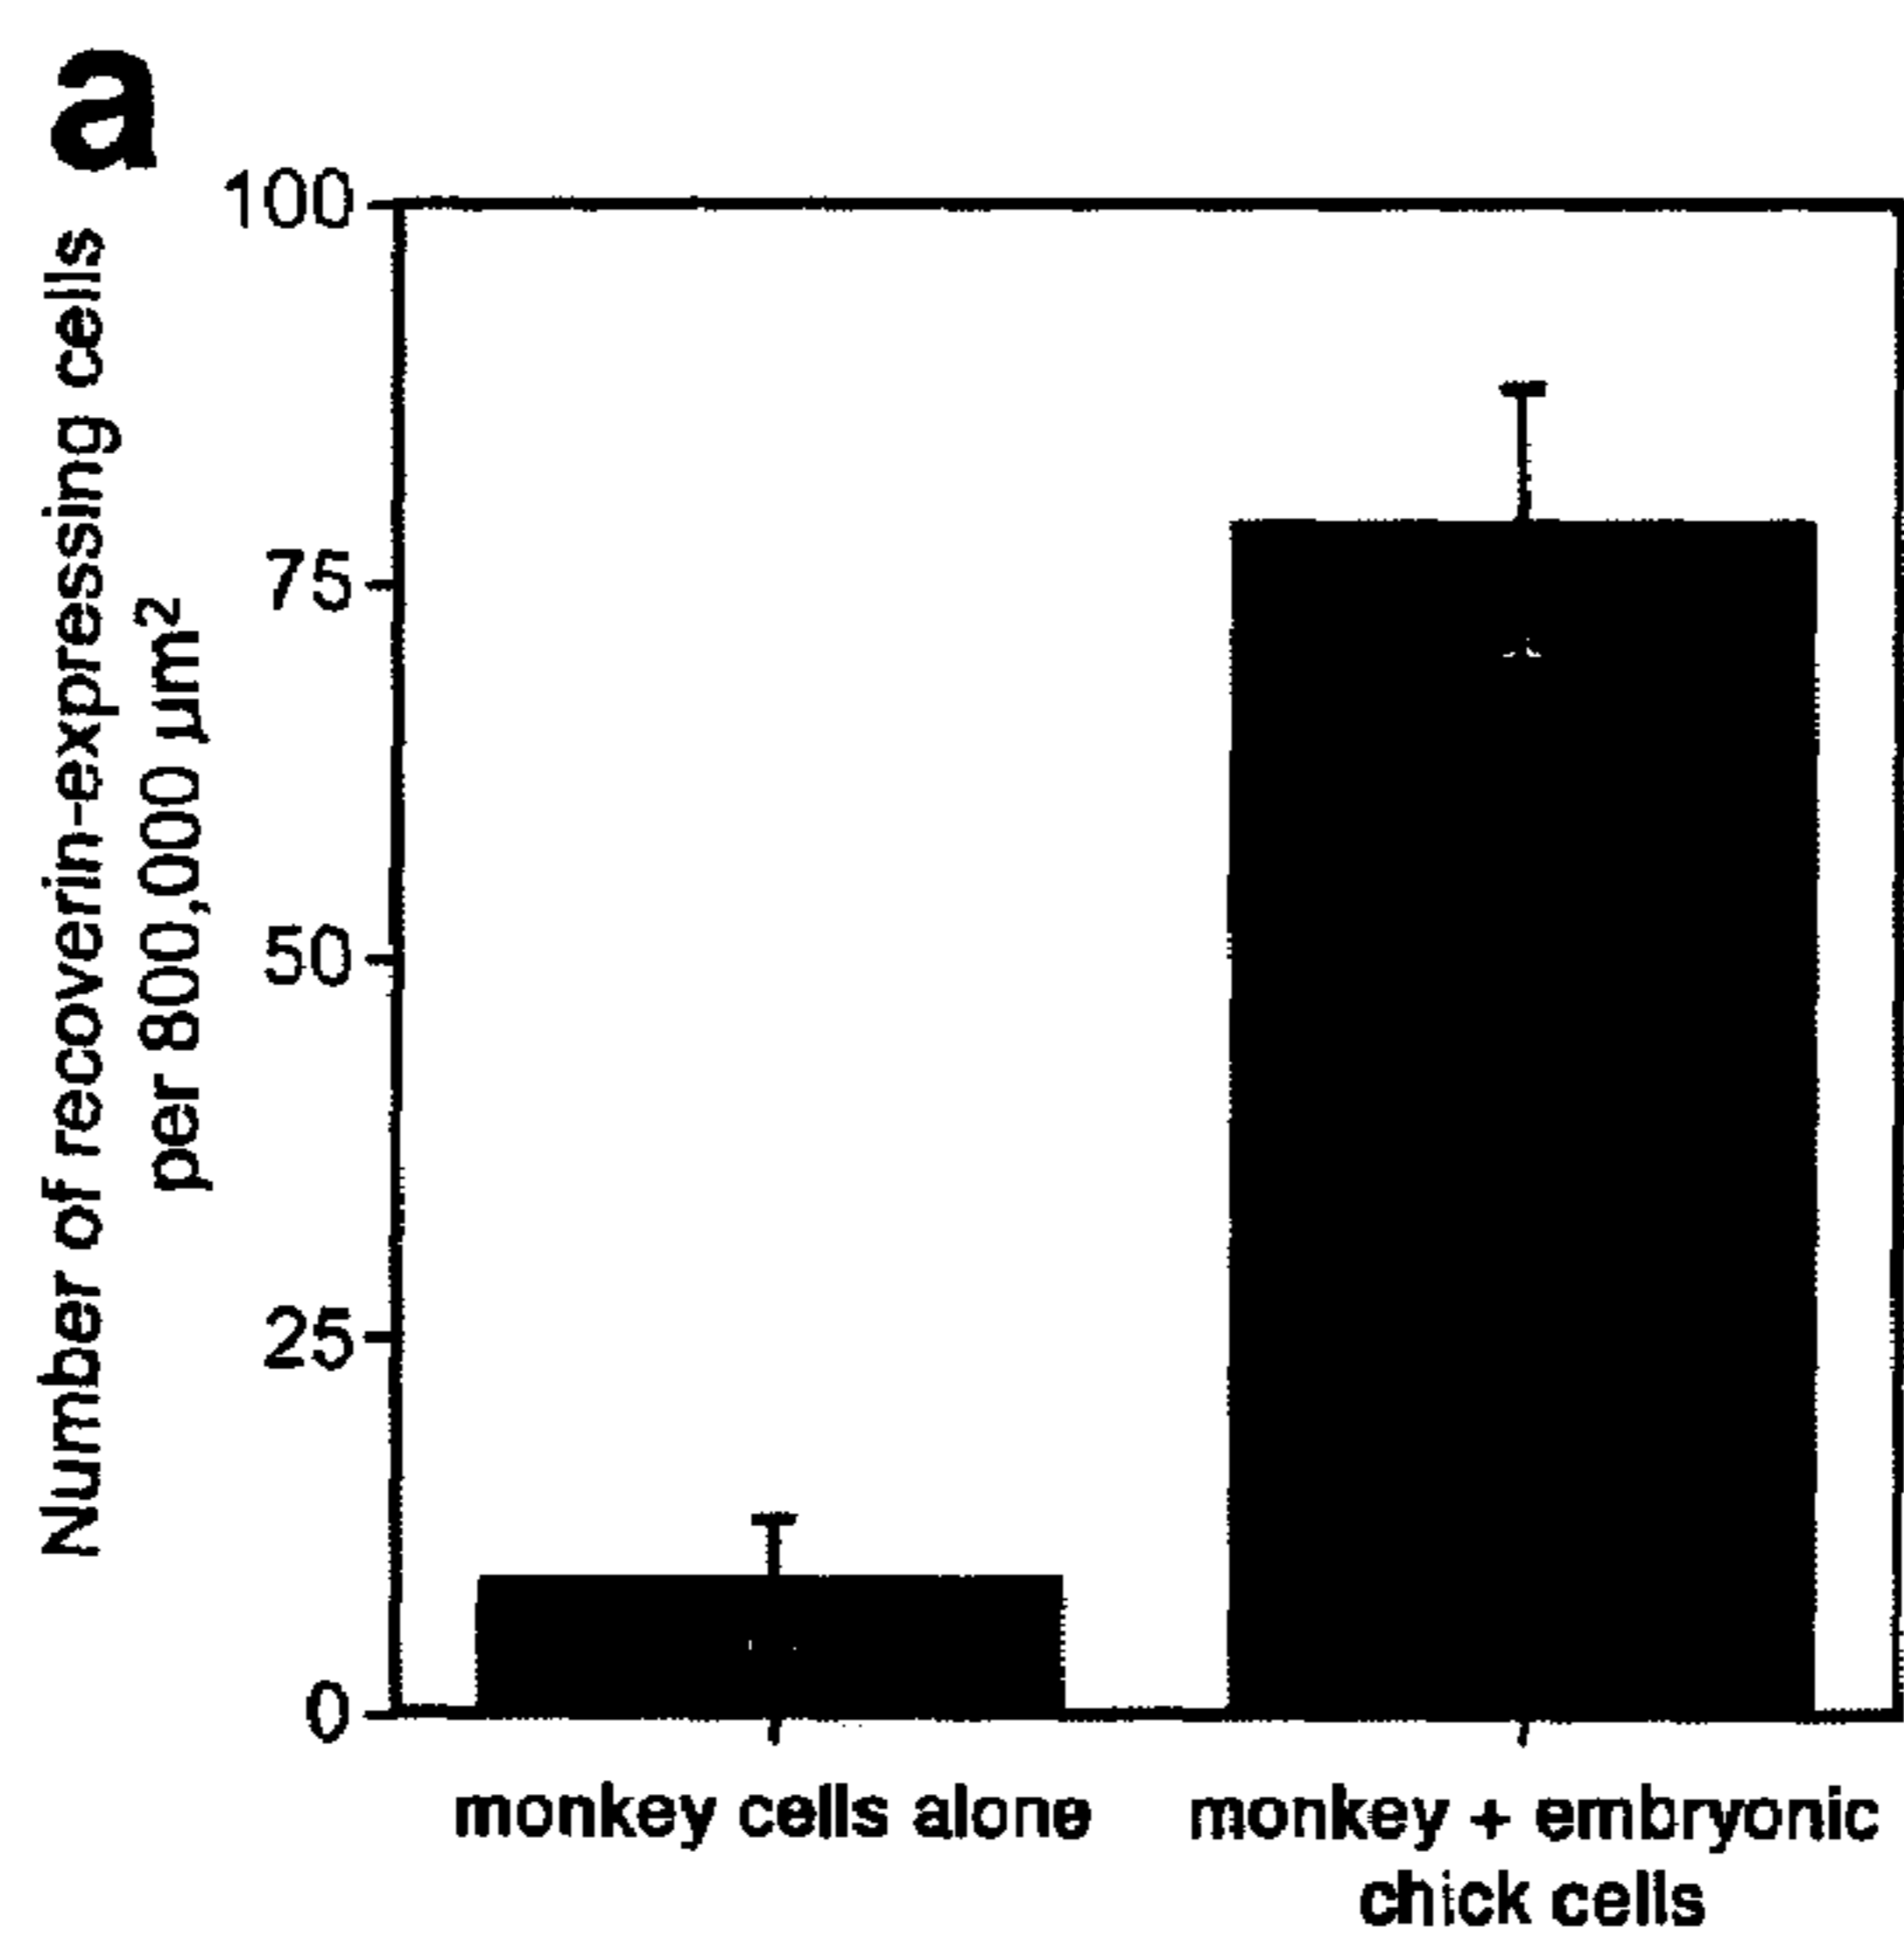 a
Number of recoverin-expressing cells
per 800,000 µm²
100
75
50
25
0
monkey cells alone
monkey + embryonic
chick cells